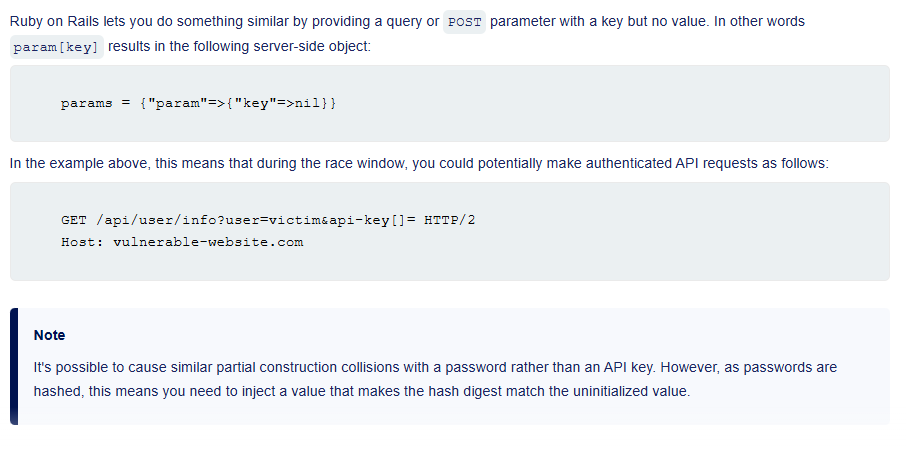 Ruby on Rails lets you do something similar by providing a query or POST parameter with a key but no value. In other words
param[key] results in the following server-side object:
params = {"param"=>{"key"=>nil}}
In the example above, this means that during the race window, you could potentially make authenticated API requests as follows:
GET /api/user/info?user=victim&api-key[]= HTTP/2
Host: vulnerable-website.com
Note
It's possible to cause similar partial construction collisions with a password rather than an API key. However, as passwords are
hashed, this means you need to inject a value that makes the hash digest match the uninitialized value.